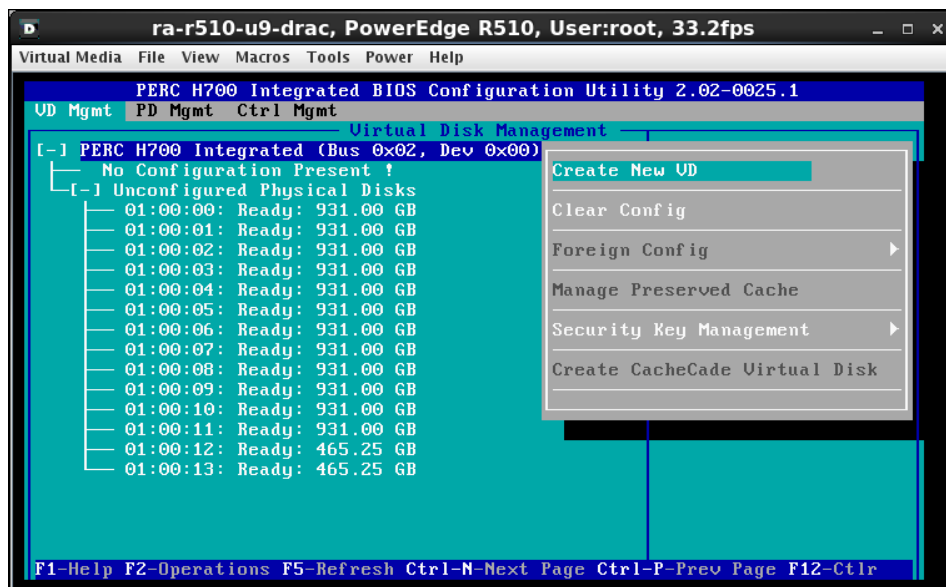 ra-r510-u9-drac, PowerEdge R510, User:root, 33.2fps
Virtual Media File View Macros Tools Power Help
PERC H700 Integrated BIOS Configuration Utility 2.02-0025.1
VD Mgmt PD Mgmt Ctrl Mgmt
Virtual Disk Management
[-] PERC H700 Integrated (Bus 0x02, Dev 0x00)
No Configuration Present !
[-] Unconfigured Physical Disks
01:00:00: Ready: 931.00 GB
01:00:01: Ready: 931.00 GB
01:00:02: Ready: 931.00 GB
01:00:03: Ready: 931.00 GB
01:00:04: Ready: 931.00 GB
01:00:05: Ready: 931.00 GB
01:00:06: Ready: 931.00 GB
01:00:07: Ready: 931.00 GB
01:00:08: Ready: 931.00 GB
01:00:09: Ready: 931.00 GB
01:00:10: Ready: 931.00 GB
01:00:11: Ready: 931.00 GB
01:00:12: Ready: 465.25 GB
01:00:13: Ready: 465.25 GB
Create New VD
Clear Config
Foreign Config
Manage Preserved Cache
Security Key Management
Create CacheCade Virtual Disk
F1-Help F2-Operations F5-Refresh Ctrl-N-Next Page Ctrl-P-Prev Page F12-Ctlr